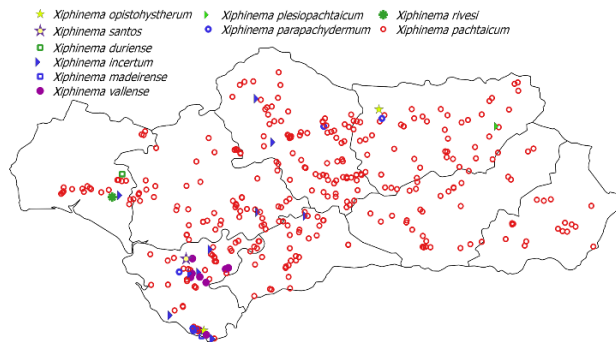 Xiphinema opistohystherum
Xiphinema santos
Xiphinema duriense
Xiphinema incertum
Xiphinema madeirense
Xiphinema vallense
Xiphinema plesiopachtaicum
Xiphinema parapachydermum
Xiphinema rivesi
Xiphinema pachtaicum